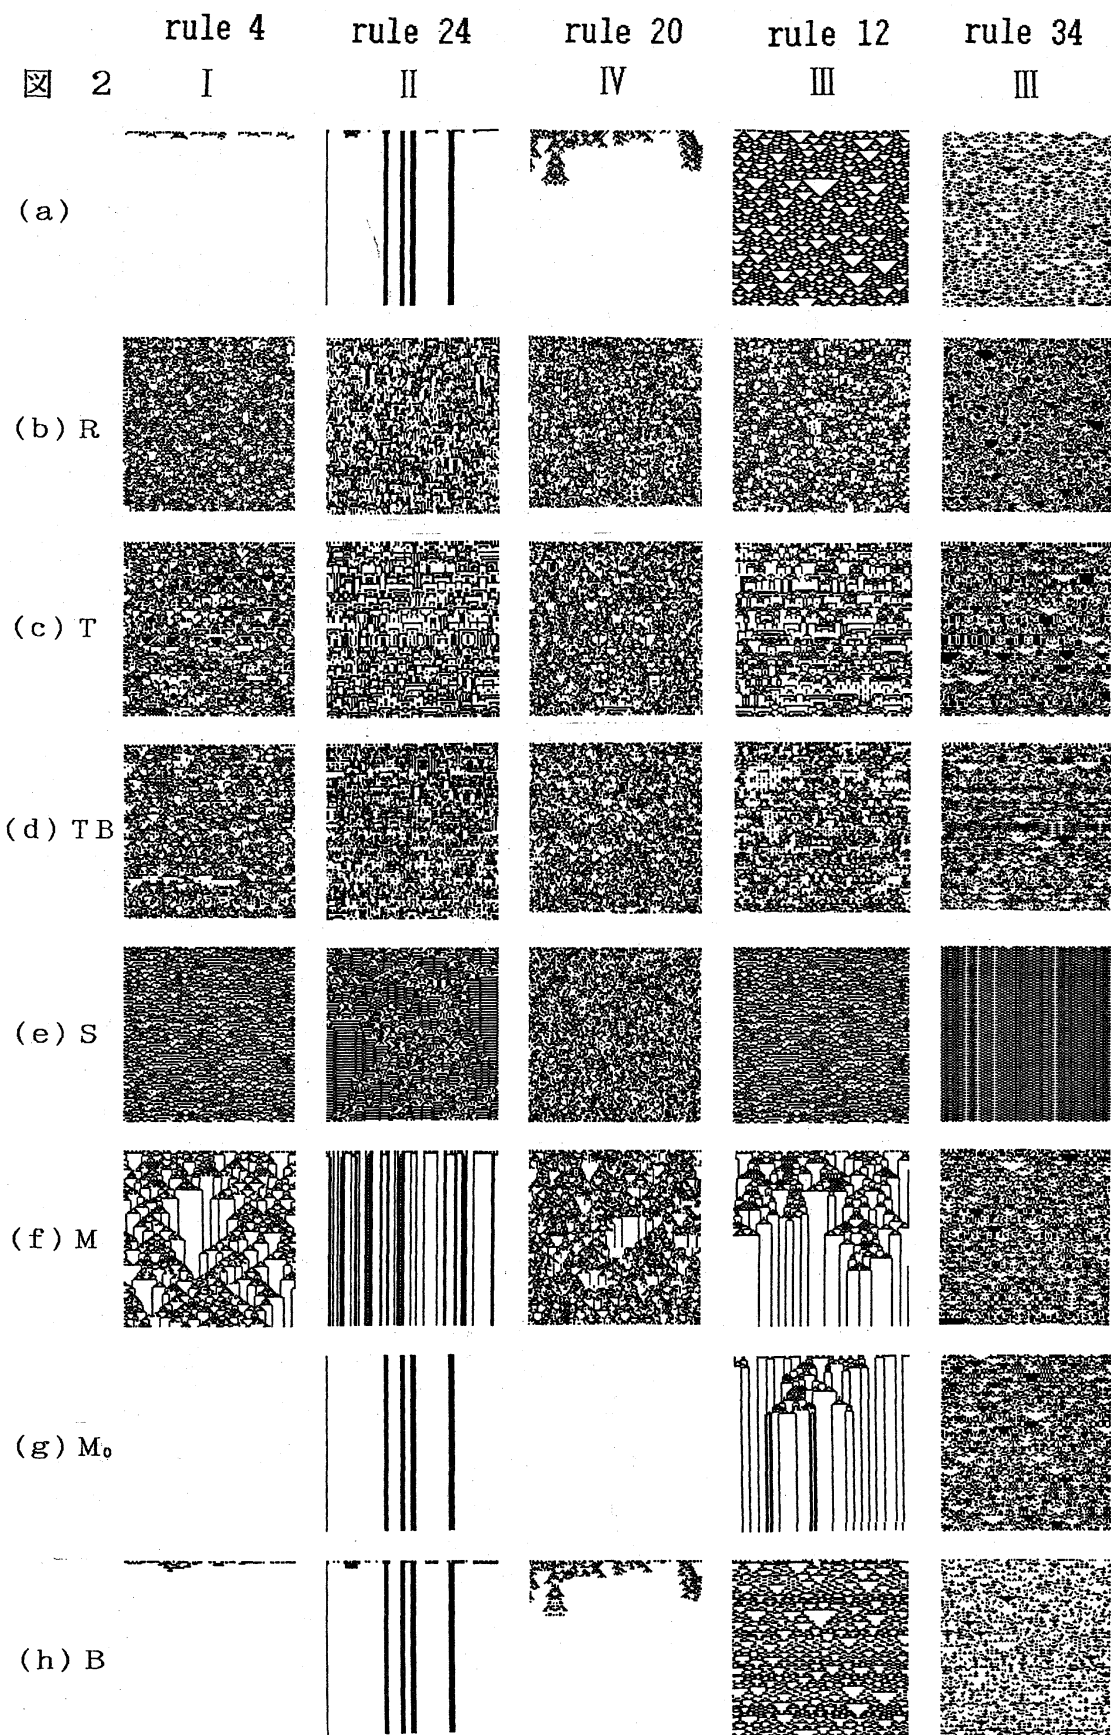 rule 4 rule 24 rule 20 rule 12 rule 34
図 2 I II IV III III
(a)
(b) R
(c) T
(d) TB
(e) S
(f) M
(g) M₀
(h) B